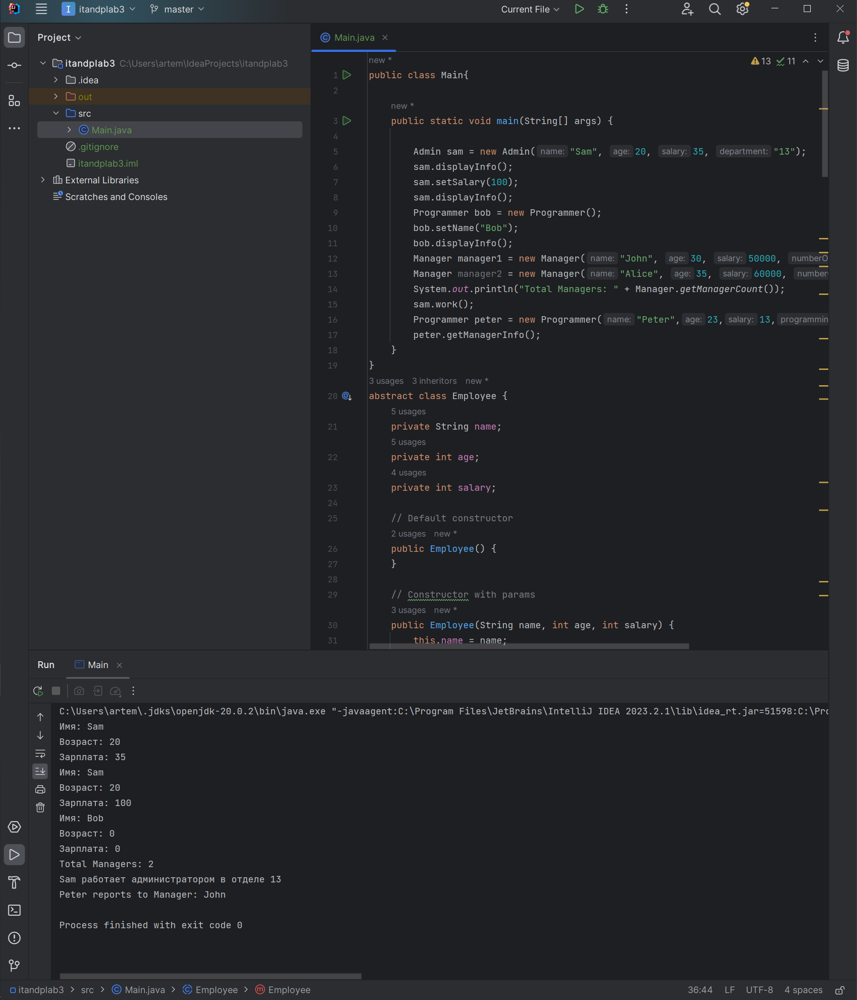 itandplab3 master Current File
Project
itandplab3 C:\Users\artem\IdeaProjects\itandplab3
.idea
out
src
Main.java
.gitignore
itandplab3.iml
External Libraries
Scratches and Consoles
Main.java
new *
13 11
1 public class Main{
2
new *
3 public static void main(String[] args) {
4
5 Admin sam = new Admin( name: "Sam", age: 20, salary: 35, department: "13");
6 sam.displayInfo();
7 sam.setSalary(100);
8 sam.displayInfo();
9 Programmer bob = new Programmer();
10 bob.setName("Bob");
11 bob.displayInfo();
12 Manager manager1 = new Manager( name: "John", age: 30, salary: 50000, numberO
13 Manager manager2 = new Manager( name: "Alice", age: 35, salary: 60000, number
14 System.out.println("Total Managers: " + Manager.getManagerCount());
15 sam.work();
16 Programmer peter = new Programmer( name: "Peter", age: 23, salary: 13, programmin
17 peter.getManagerInfo();
18 }
19 }
3 usages 3 inheritors new *
20 abstract class Employee {
5 usages
21 private String name;
5 usages
22 private int age;
4 usages
23 private int salary;
24
25 // Default constructor
2 usages new *
26 public Employee() {
27 }
28
29 // Constructor with params
3 usages new *
30 public Employee(String name, int age, int salary) {
31 this.name = name;
Run Main
C:\Users\artem\.jdks\openjdk-20.0.2\bin\java.exe "-javaagent:C:\Program Files\JetBrains\IntelliJ IDEA 2023.2.1\lib\idea_rt.jar=51598:C:\Pro
Имя: Sam
Возраст: 20
Зарплата: 35
Имя: Sam
Возраст: 20
Зарплата: 100
Имя: Bob
Возраст: 0
Зарплата: 0
Total Managers: 2
Sam работает администратором в отделе 13
Peter reports to Manager: John
Process finished with exit code 0
itandplab3 > src > Main.java > Employee > Employee 36:44 LF UTF-8 4 spaces